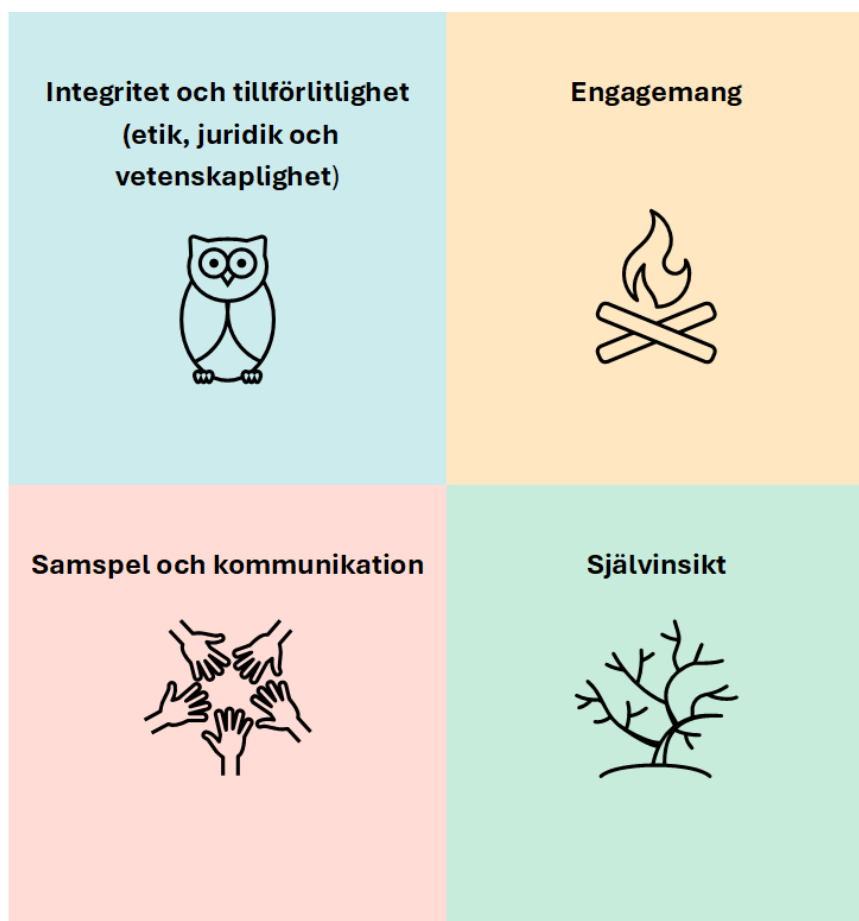 Integritet och tillförlitlighet
(etik, juridik och
vetenskaplighet)
Engagemang
Samspel och kommunikation
Självinsikt